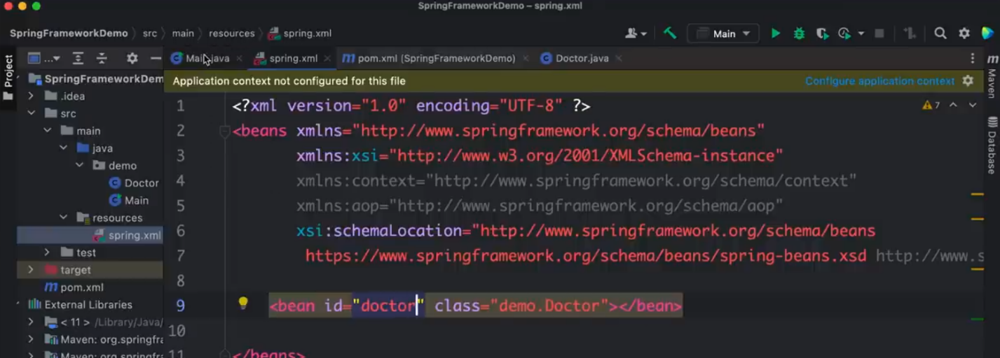 SpringFrameworkDemo – spring.xml
SpringFrameworkDemo src main resources spring.xml
Main
Project
...
Main.java
spring.xml
pom.xml (SpringFrameworkDemo)
Doctor.java
Maven
Database
SpringFrameworkDem
.idea
src
main
java
demo
Doctor
Main
resources
spring.xml
test
target
pom.xml
External Libraries
< 11 > /Library/Java/
Maven: org.springfra
Maven: org.springfra
Application context not configured for this file
Configure application context
7
1 <?xml version="1.0" encoding="UTF-8" ?>
2 <beans xmlns="http://www.springframework.org/schema/beans"
3 xmlns:xsi="http://www.w3.org/2001/XMLSchema-instance"
4 xmlns:context="http://www.springframework.org/schema/context"
5 xmlns:aop="http://www.springframework.org/schema/aop"
6 xsi:schemaLocation="http://www.springframework.org/schema/beans
7 https://www.springframework.org/schema/beans/spring-beans.xsd http://www.s
8
9 <bean id="doctor" class="demo.Doctor"></bean>
10
11 </beans>